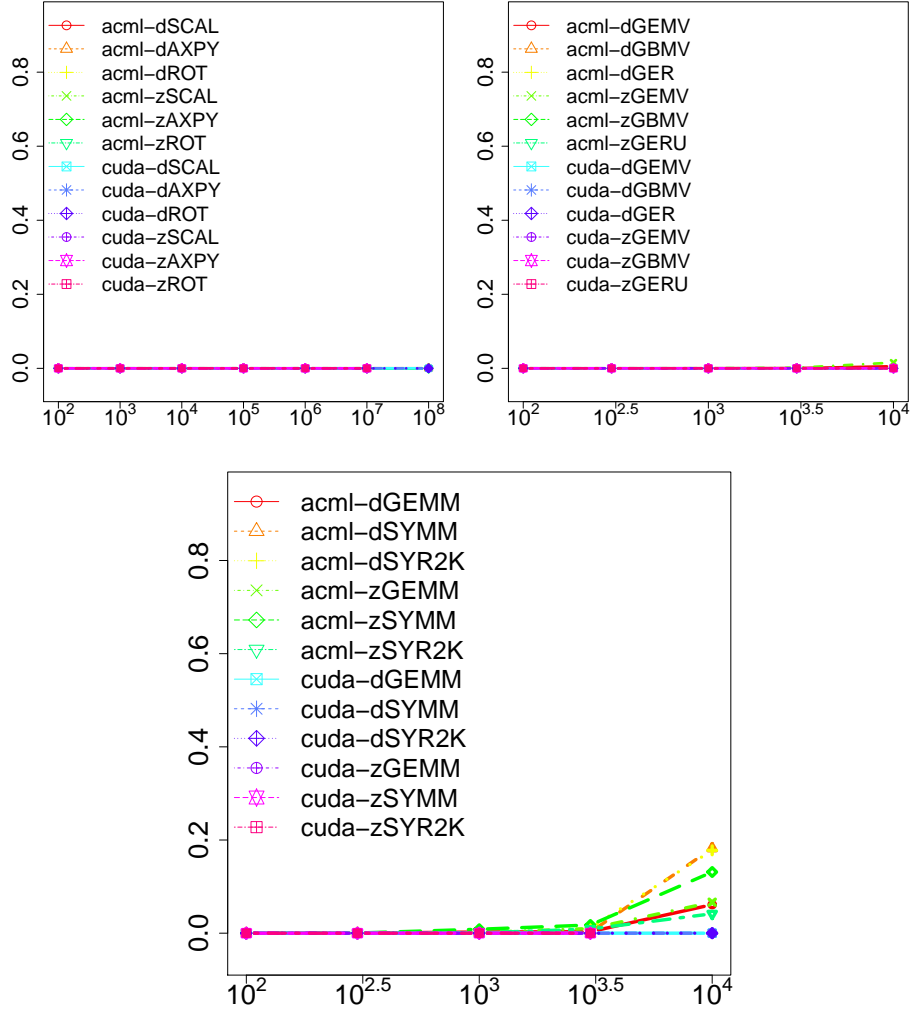 acml-dSCAL
acml-dAXPY
acml-dROT
acml-zSCAL
acml-zAXPY
acml-zROT
cuda-dSCAL
cuda-dAXPY
cuda-dROT
cuda-zSCAL
cuda-zAXPY
cuda-zROT
0.8
0.6
0.4
0.2
0.0
10^2 10^3 10^4 10^5 10^6 10^7 10^8
acml-dGEMV
acml-dGBMV
acml-dGER
acml-zGEMV
acml-zGBMV
acml-zGERU
cuda-dGEMV
cuda-dGBMV
cuda-dGER
cuda-zGEMV
cuda-zGBMV
cuda-zGERU
0.8
0.6
0.4
0.2
0.0
10^2 10^2.5 10^3 10^3.5 10^4
acml-dGEMM
acml-dSYMM
acml-dSYR2K
acml-zGEMM
acml-zSYMM
acml-zSYR2K
cuda-dGEMM
cuda-dSYMM
cuda-dSYR2K
cuda-zGEMM
cuda-zSYMM
cuda-zSYR2K
0.8
0.6
0.4
0.2
0.0
10^2 10^2.5 10^3 10^3.5 10^4